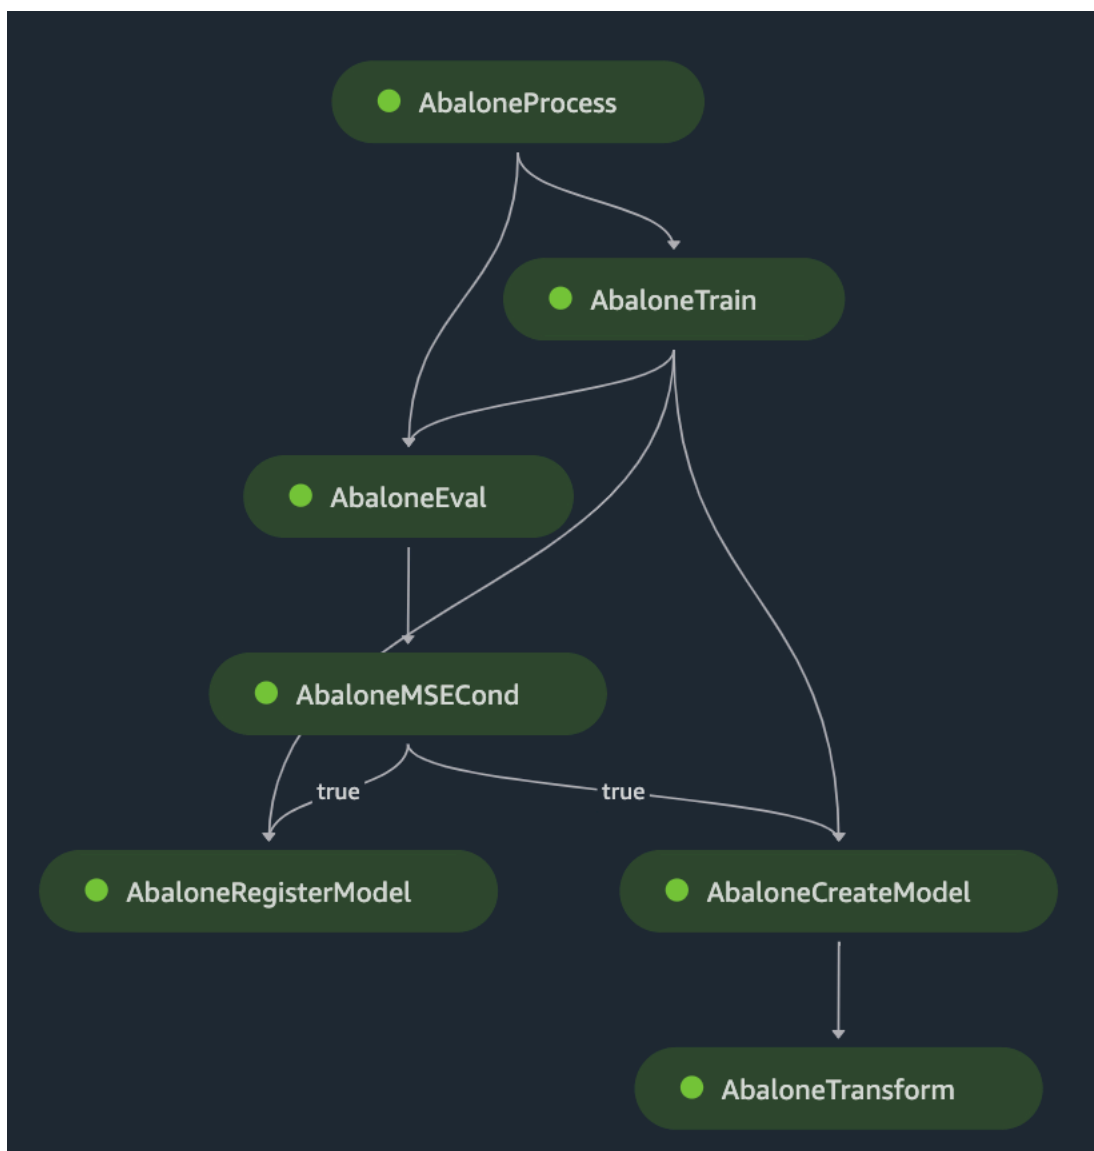 AbaloneProcess
AbaloneTrain
AbaloneEval
AbaloneMSECond
true
true
AbaloneRegisterModel
AbaloneCreateModel
AbaloneTransform